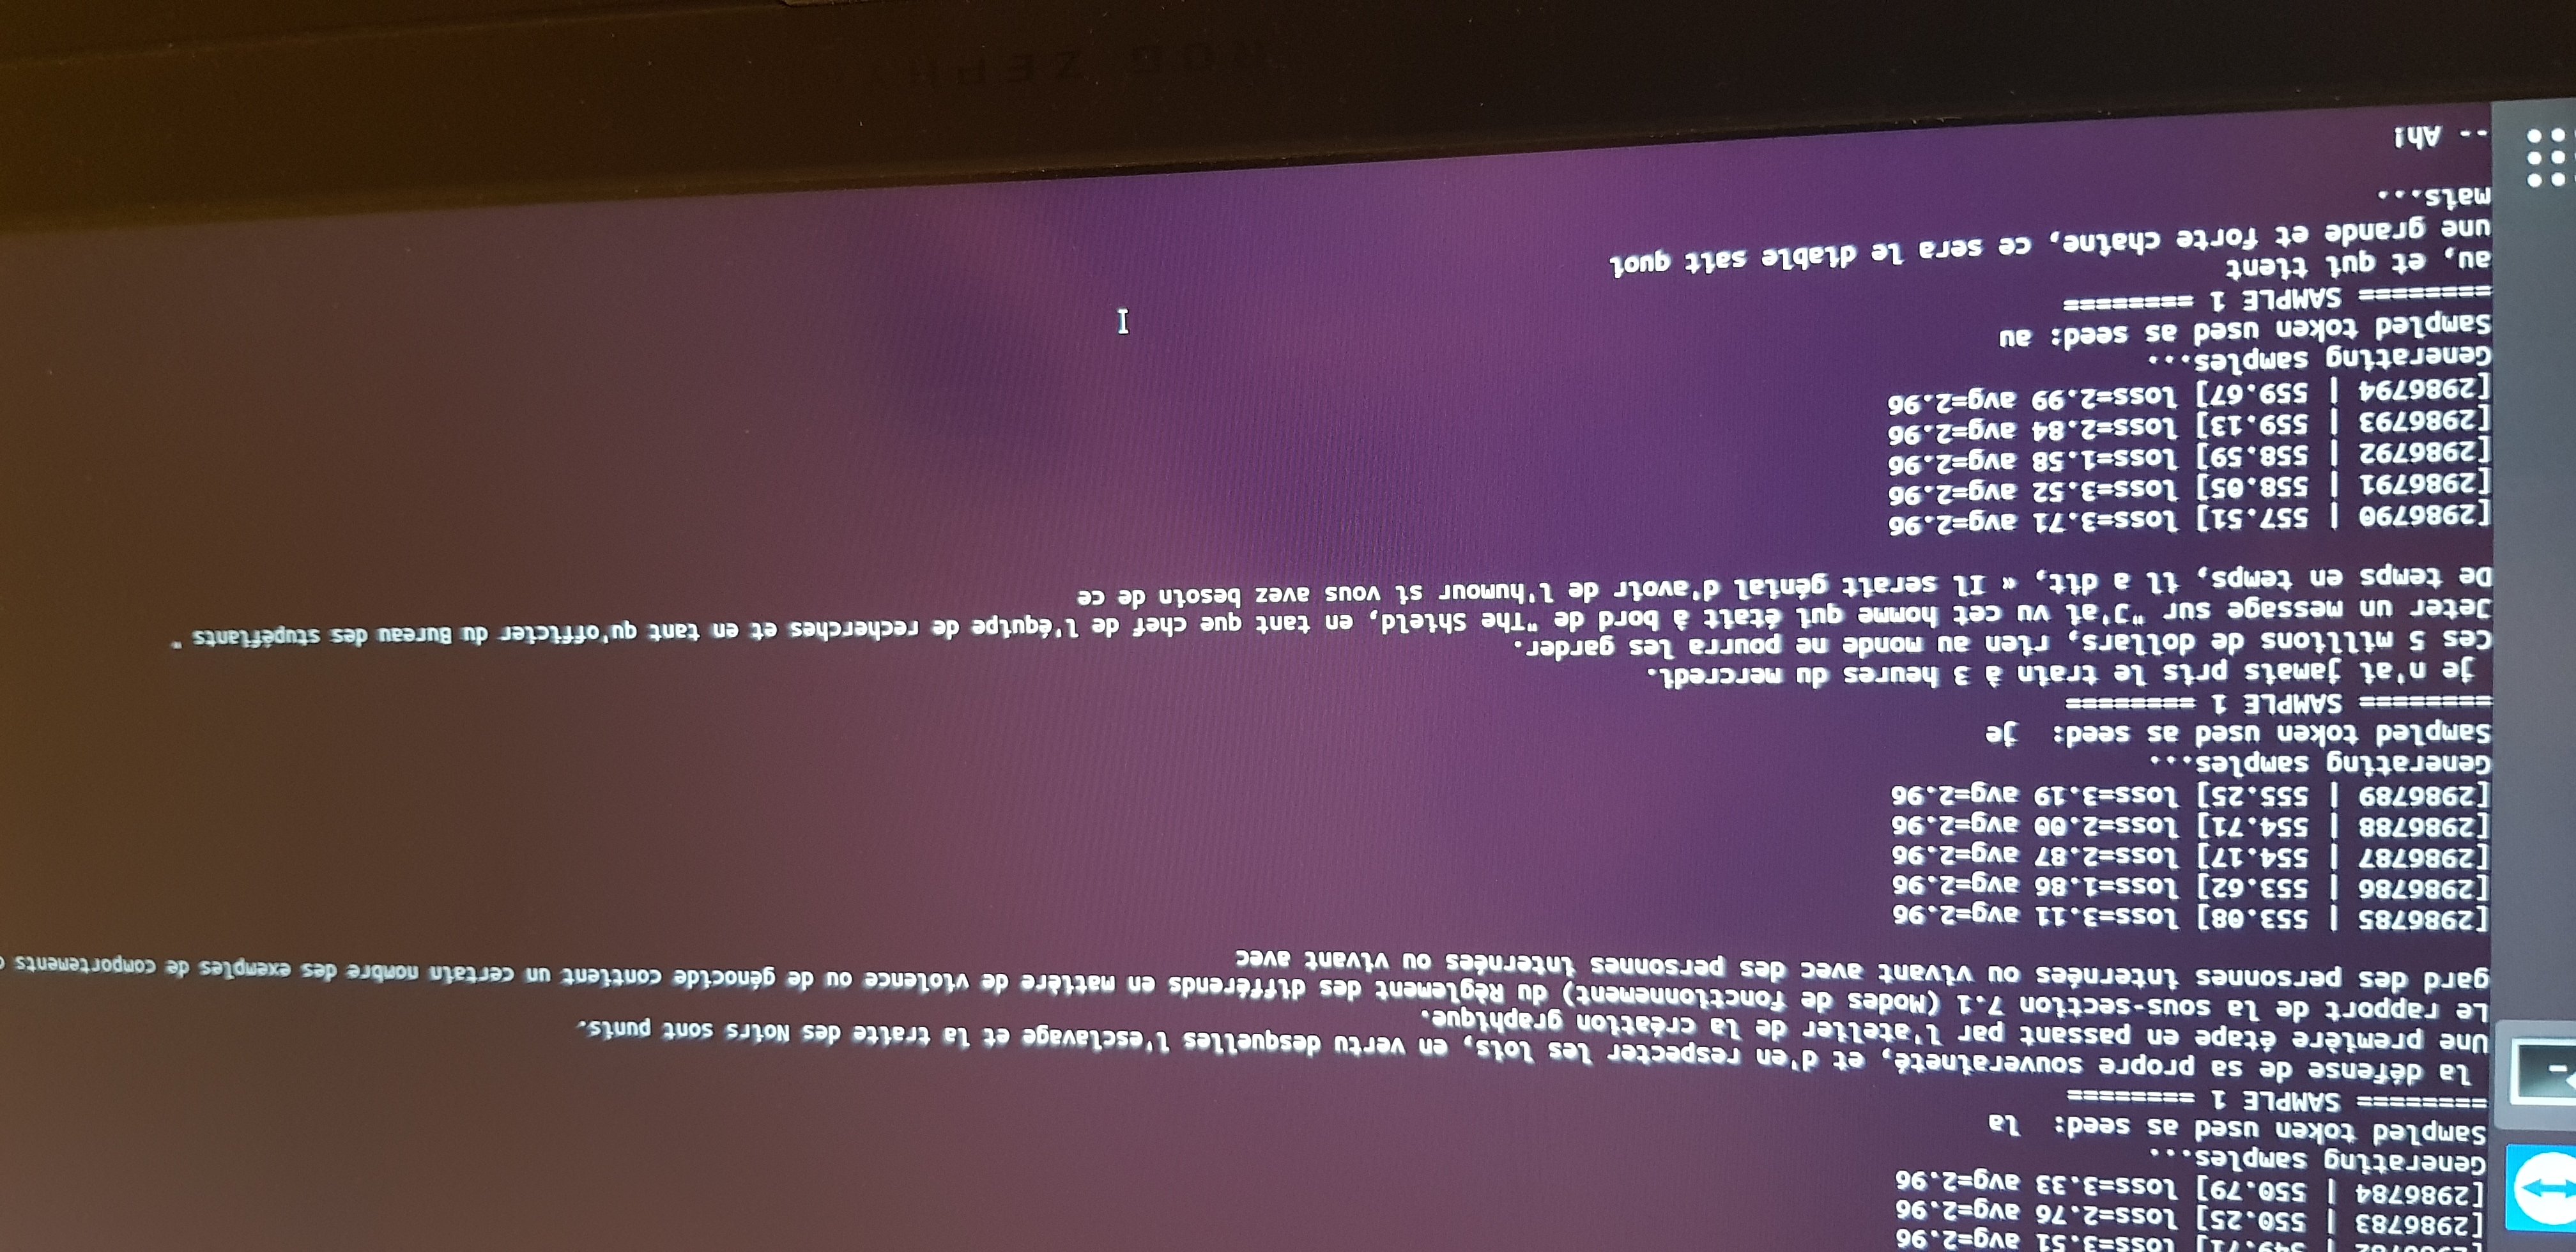 [2986782 | 549.71] loss=3.51 avg=2.96
[2986783 | 550.25] loss=2.76 avg=2.96
[2986784 | 550.79] loss=3.33 avg=2.96
Generating samples...
Sampled token used as seed:  la
======== SAMPLE 1 ========
 la défense de sa propre souveraineté, et d'en respecter les lois, en vertu desquelles l'esclavage et la traite des Noirs sont punis.
Une première étape en passant par l'atelier de la création graphique.
Le rapport de la sous-section 7.1 (Modes de fonctionnement) du Règlement des différends en matière de violence ou de génocide contient un certain nombre des exemples de comportements
gard des personnes internées ou vivant avec des personnes internées ou vivant avec
[2986785 | 553.08] loss=3.11 avg=2.96
[2986786 | 553.62] loss=1.86 avg=2.96
[2986787 | 554.17] loss=2.87 avg=2.96
[2986788 | 554.71] loss=2.00 avg=2.96
[2986789 | 555.25] loss=3.19 avg=2.96
Generating samples...
Sampled token used as seed:  je
======== SAMPLE 1 ========
 je n'ai jamais pris le train à 3 heures du mercredi.
Ces 5 millions de dollars, rien au monde ne pourra les garder.
Jeter un message sur "J'ai vu cet homme qui était à bord de "The Shield, en tant que chef de l'équipe de recherches et en tant qu'officier du Bureau des stupéfiants "
De temps en temps, il a dit, « Il serait génial d'avoir de l'humour si vous avez besoin de ce
[2986790 | 557.51] loss=3.71 avg=2.96
[2986791 | 558.05] loss=3.52 avg=2.96
[2986792 | 558.59] loss=1.58 avg=2.96
[2986793 | 559.13] loss=2.84 avg=2.96
[2986794 | 559.67] loss=2.99 avg=2.96
Generating samples...
Sampled token used as seed: au
======== SAMPLE 1 ========
au, et qui tient
une grande et forte chaîne, ce sera le diable sait quoi
mais...
-- Ah!
ROG ZEPHY